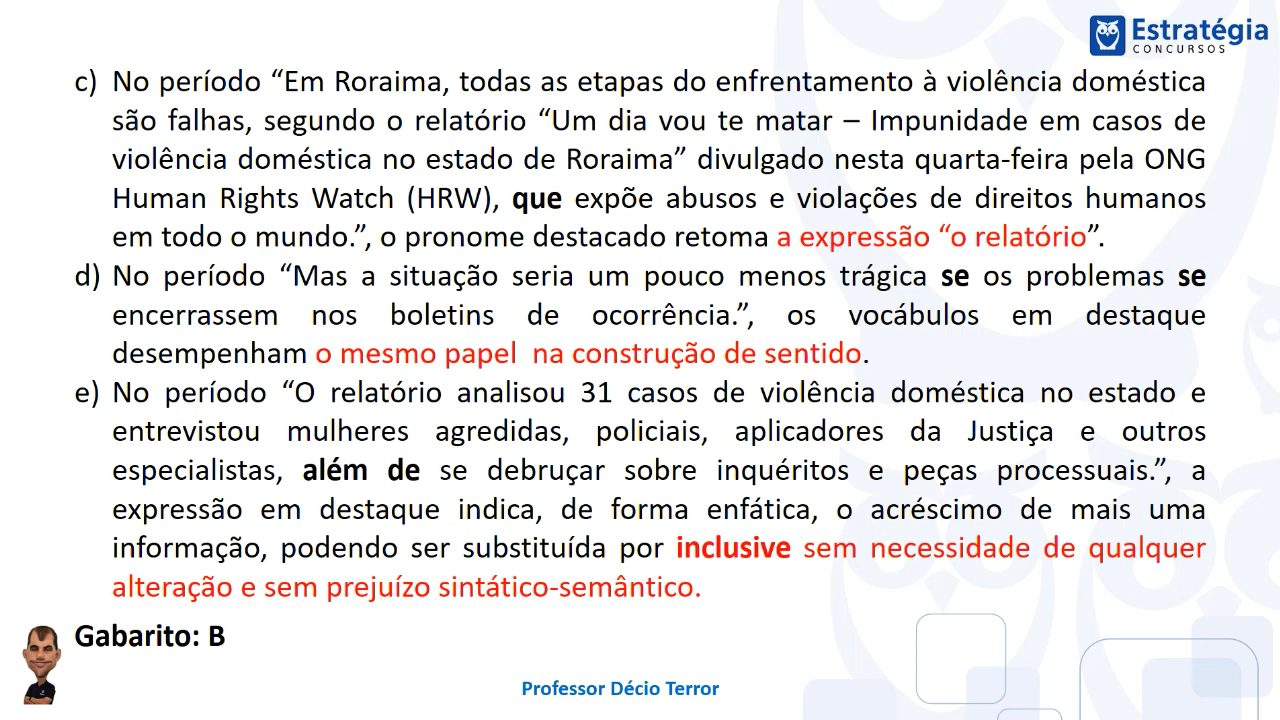 Estratégia
CONCURSOS
c) No período “Em Roraima, todas as etapas do enfrentamento à violência doméstica
são falhas, segundo o relatório “Um dia vou te matar – Impunidade em casos de
violência doméstica no estado de Roraima” divulgado nesta quarta-feira pela ONG
Human Rights Watch (HRW), que expõe abusos e violações de direitos humanos
em todo o mundo.”, o pronome destacado retoma a expressão “o relatório”.
d) No período “Mas a situação seria um pouco menos trágica se os problemas se
encerrassem nos boletins de ocorrência.”, os vocábulos em destaque
desempenham o mesmo papel na construção de sentido.
e) No período “O relatório analisou 31 casos de violência doméstica no estado e
entrevistou mulheres agredidas, policiais, aplicadores da Justiça e outros
especialistas, além de se debruçar sobre inquéritos e peças processuais.”, a
expressão em destaque indica, de forma enfática, o acréscimo de mais uma
informação, podendo ser substituída por inclusive sem necessidade de qualquer
alteração e sem prejuízo sintático-semântico.
Gabarito: B
Professor Décio Terror